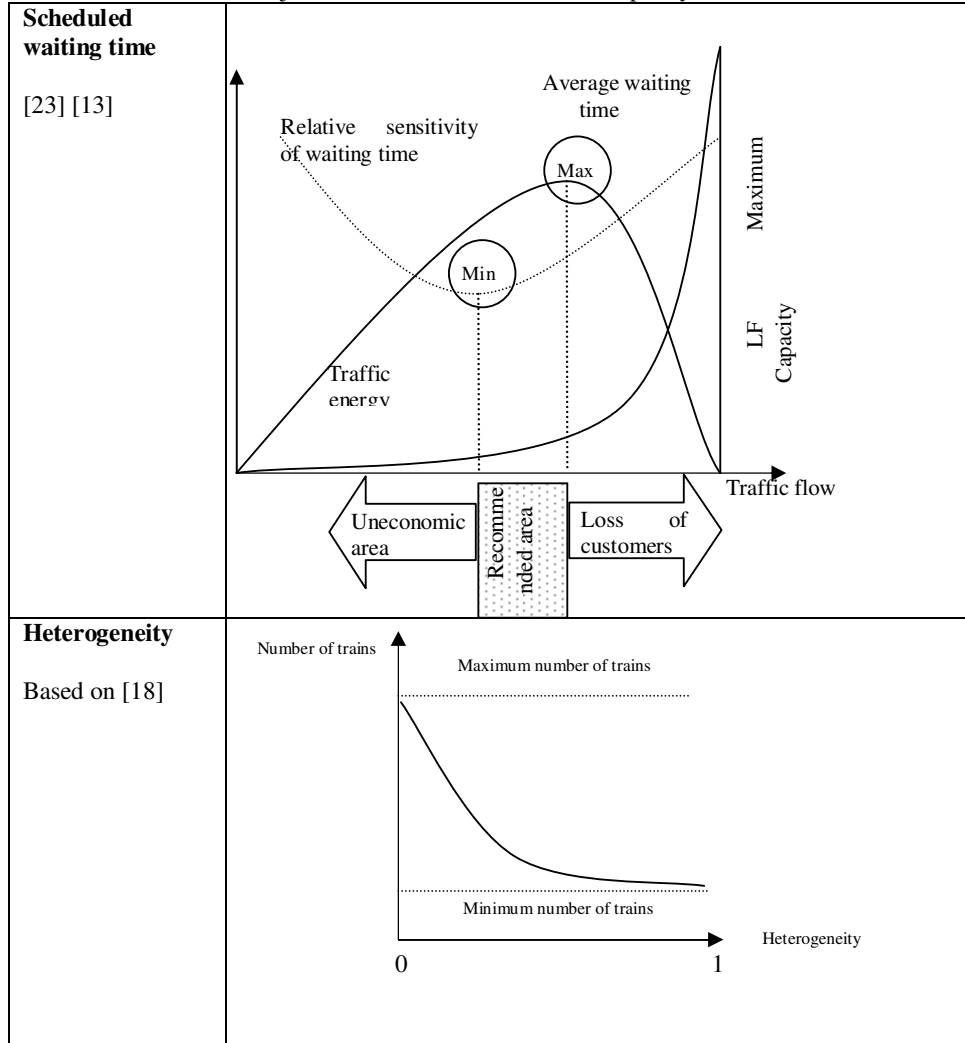 Scheduled
waiting time
[23] [13]
Average waiting
time
Relative sensitivity
of waiting time
Max
Min
Maximum
LF
Capacity
Traffic
energy
Traffic flow
Uneconomic
area
Recomme
nded area
Loss of
customers
Heterogeneity
Based on [18]
Number of trains
Maximum number of trains
Minimum number of trains
Heterogeneity
0
1